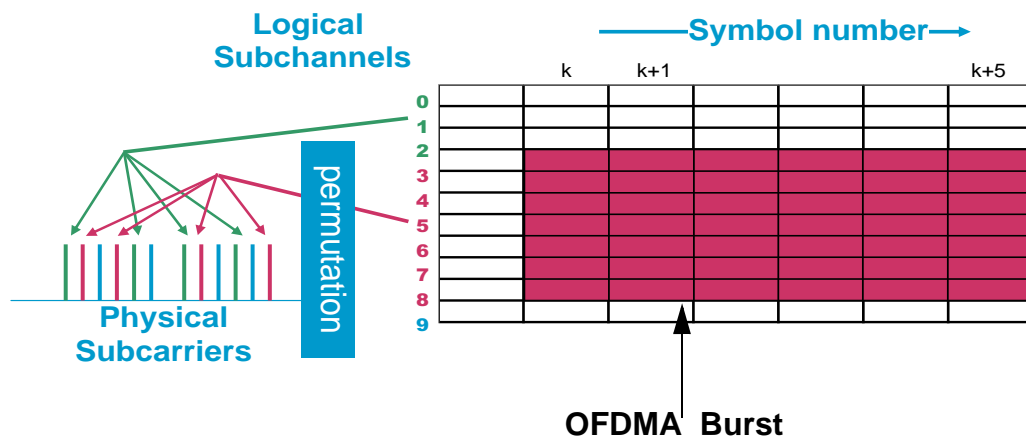 Logical
Subchannels
Symbol number
k k+1 k+5
0
1
2
3
4
5
6
7
8
9
permutation
Physical
Subcarriers
OFDMA Burst